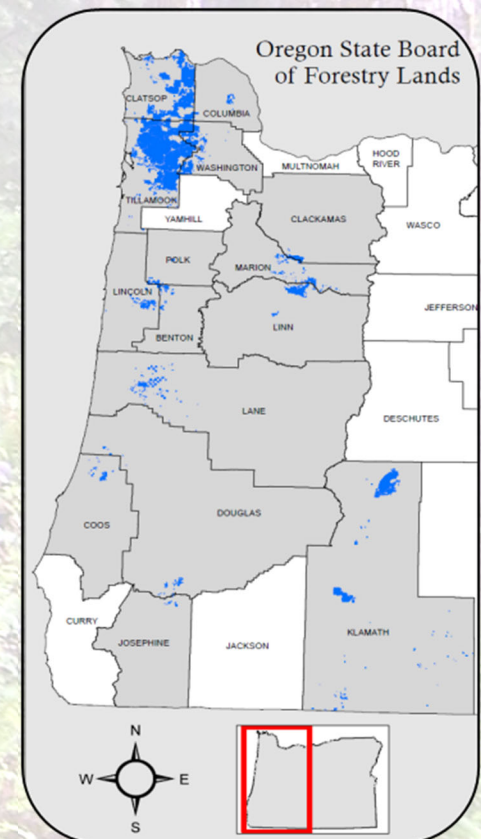 Oregon State Board
of Forestry Lands
CLATSOP
COLUMBIA
HOOD
RIVER
MULTNOMAH
WASHINGTON
TILLAMOOK
YAMHILL
CLACKAMAS
WASCO
POLK
MARION
LINCOLN
JEFFERSON
LINN
BENTON
LANE
DESCHUTES
DOUGLAS
COOS
CURRY
JOSEPHINE
JACKSON
KLAMATH
N
W E
S